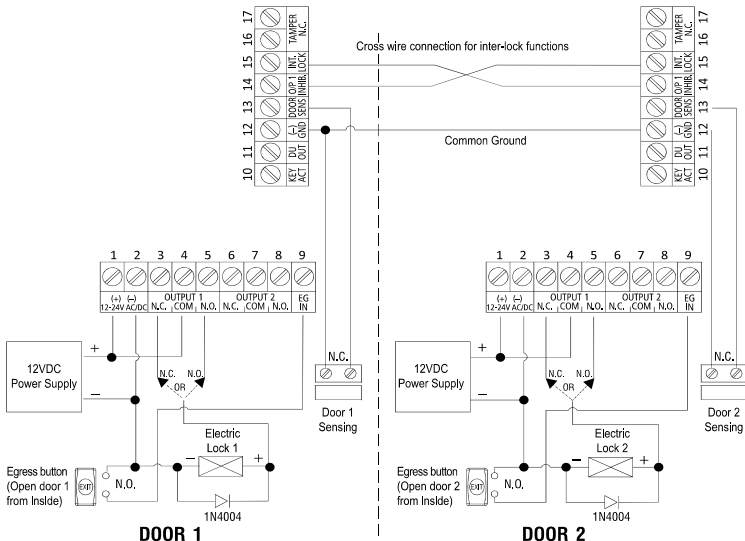 17
16
15
14
13
12
11
10
TAMPER
N.C.
INT.
LOCK
O/P 1
INHIB.
DOOR
SENS
(–)
GND
DU
OUT
KEY
ACT
Cross wire connection for inter-lock functions
Common Ground
TAMPER
N.C.
INT.
LOCK
O/P 1
INHIB.
DOOR
SENS
(–)
GND
DU
OUT
KEY
ACT
17
16
15
14
13
12
11
10
1 2 3 4 5 6 7 8 9
(+) (–) OUTPUT 1 OUTPUT 2 EG
12-24V AC/DC N.C. COM N.O. N.C. COM N.O. IN
12VDC
Power Supply
+
–
N.C. N.O.
OR
N.C.
Door 1
Sensing
Electric
Lock 1
– +
Egress button
(Open door 1
from Inside)
EXIT
N.O.
1N4004
DOOR 1
1 2 3 4 5 6 7 8 9
(+) (–) OUTPUT 1 OUTPUT 2 EG
12-24V AC/DC N.C. COM N.O. N.C. COM N.O. IN
12VDC
Power Supply
+
–
N.C. N.O.
OR
N.C.
Door 2
Sensing
Electric
Lock 2
– +
Egress button
(Open door 2
from Inside)
EXIT
N.O.
1N4004
DOOR 2